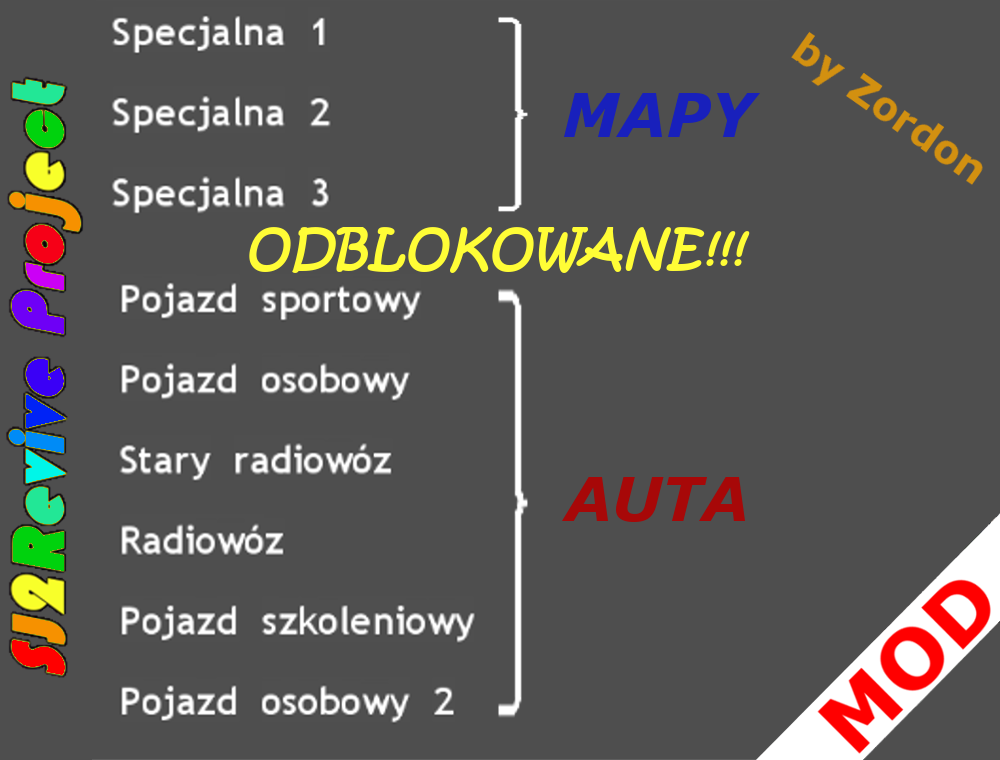 Specjalna 1
Specjalna 2
Specjalna 3
MAPY
by Zordon
ODBLOKOWANE!!!
Pojazd sportowy
Pojazd osobowy
Stary radiowóz
Radiowóz
Pojazd szkoleniowy
Pojazd osobowy 2
AUTA
SJ2Revive Project
MOD